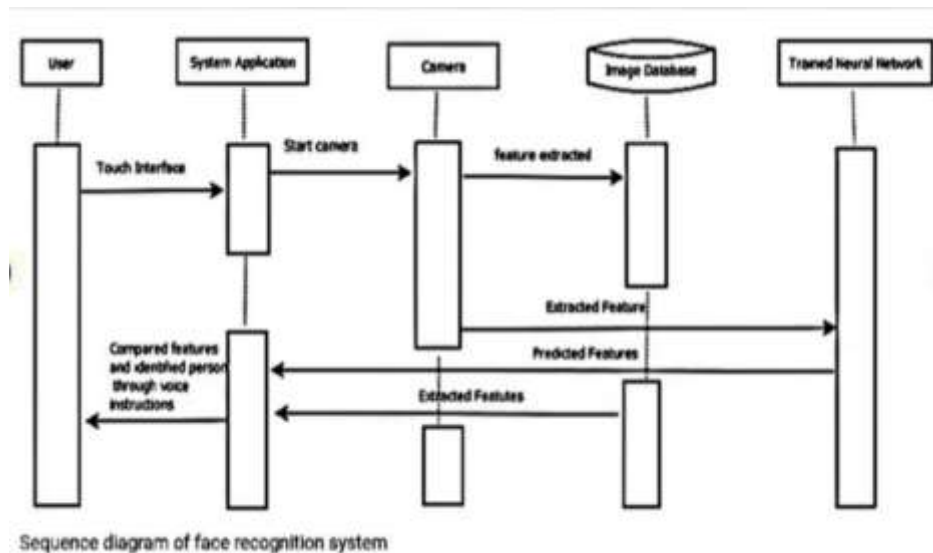 User
System Application
Camera
Image Database
Trained Neural Network
Touch Interface
Start camera
feature extracted
Extracted Feature
Predicted Features
Compared features
and identified person
through voice
instructions
Extracted Featutes
Sequence diagram of face recognition system